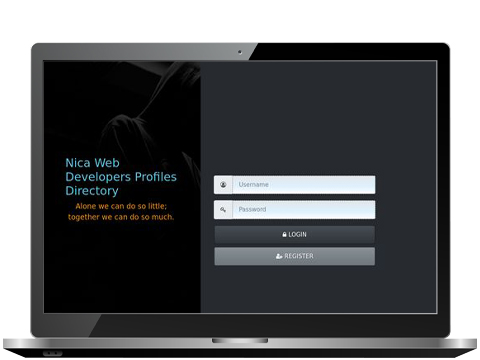 Nica Web
Developers Profiles
Directory
Alone we can do so little;
together we can do so much.
Username
Password
LOGIN
REGISTER